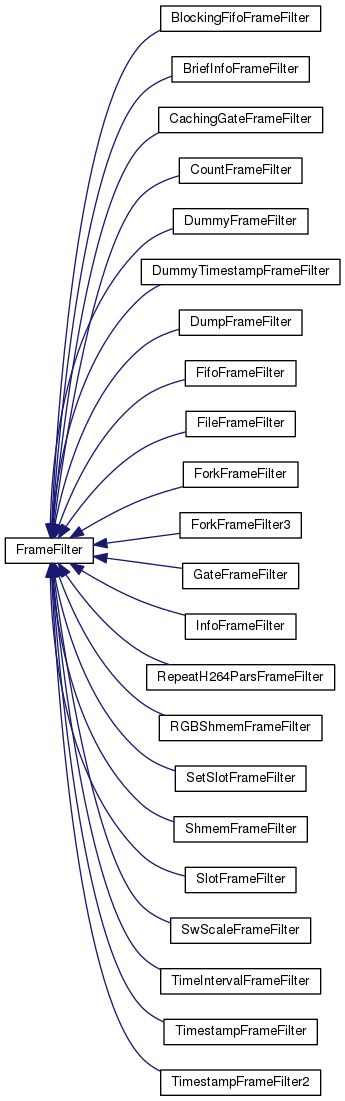 BlockingFifoFrameFilter
BriefInfoFrameFilter
CachingGateFrameFilter
CountFrameFilter
DummyFrameFilter
DummyTimestampFrameFilter
DumpFrameFilter
FifoFrameFilter
FileFrameFilter
ForkFrameFilter
ForkFrameFilter3
FrameFilter
GateFrameFilter
InfoFrameFilter
RepeatH264ParsFrameFilter
RGBShmemFrameFilter
SetSlotFrameFilter
ShmemFrameFilter
SlotFrameFilter
SwScaleFrameFilter
TimeIntervalFrameFilter
TimestampFrameFilter
TimestampFrameFilter2